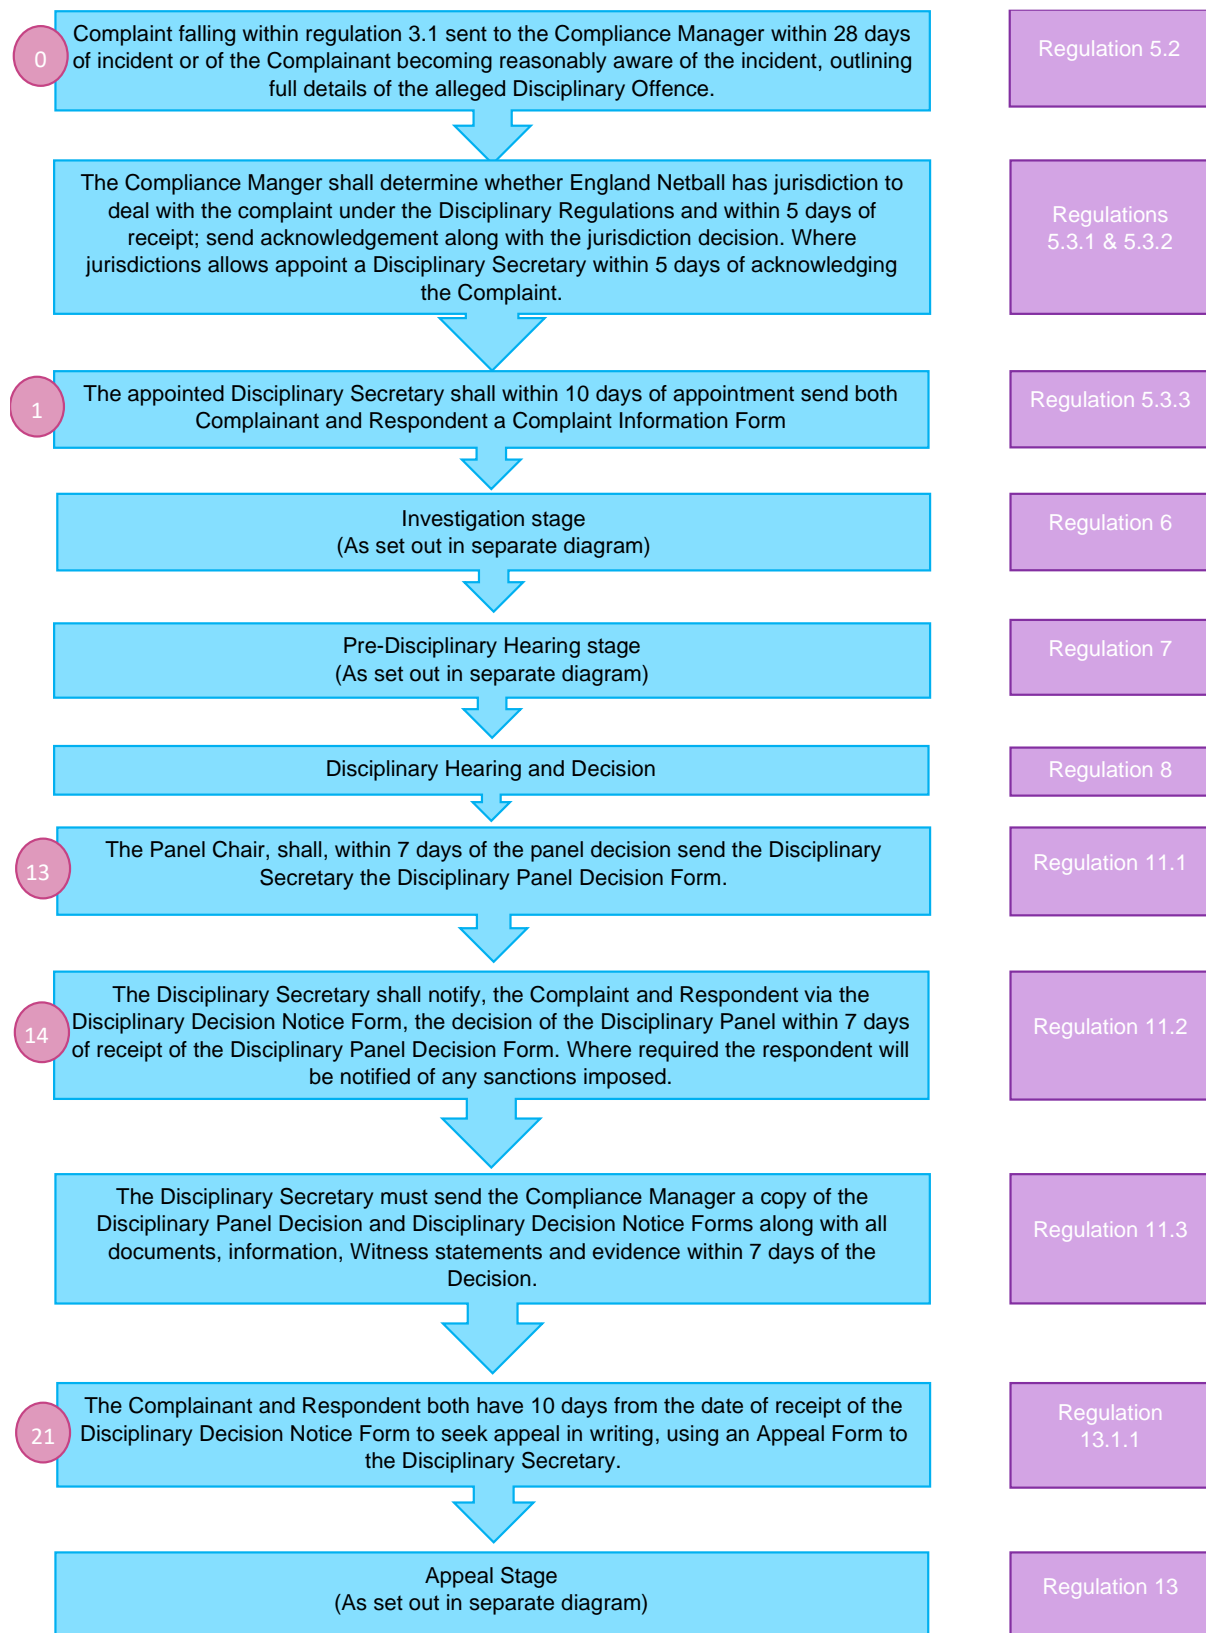 Complaint falling within regulation 3.1 sent to the Compliance Manager within 28 days
of incident or of the Complainant becoming reasonably aware of the incident, outlining
full details of the alleged Disciplinary Offence.
0
Regulation 5.2
The Compliance Manger shall determine whether England Netball has jurisdiction to
deal with the complaint under the Disciplinary Regulations and within 5 days of
receipt; send acknowledgement along with the jurisdiction decision. Where
jurisdictions allows appoint a Disciplinary Secretary within 5 days of acknowledging
the Complaint.
Regulations
5.3.1 & 5.3.2
1
The appointed Disciplinary Secretary shall within 10 days of appointment send both
Complainant and Respondent a Complaint Information Form
Regulation 5.3.3
Investigation stage
(As set out in separate diagram)
Regulation 6
Pre-Disciplinary Hearing stage
(As set out in separate diagram)
Regulation 7
Disciplinary Hearing and Decision
Regulation 8
13
The Panel Chair, shall, within 7 days of the panel decision send the Disciplinary
Secretary the Disciplinary Panel Decision Form.
Regulation 11.1
14
The Disciplinary Secretary shall notify, the Complaint and Respondent via the
Disciplinary Decision Notice Form, the decision of the Disciplinary Panel within 7 days
of receipt of the Disciplinary Panel Decision Form. Where required the respondent will
be notified of any sanctions imposed.
Regulation 11.2
The Disciplinary Secretary must send the Compliance Manager a copy of the
Disciplinary Panel Decision and Disciplinary Decision Notice Forms along with all
documents, information, Witness statements and evidence within 7 days of the
Decision.
Regulation 11.3
21
The Complainant and Respondent both have 10 days from the date of receipt of the
Disciplinary Decision Notice Form to seek appeal in writing, using an Appeal Form to
the Disciplinary Secretary.
Regulation
13.1.1
Appeal Stage
(As set out in separate diagram)
Regulation 13